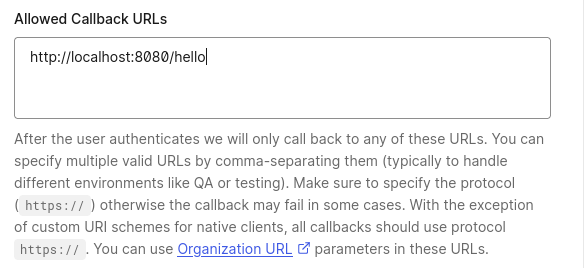 Allowed Callback URLs
http://localhost:8080/hello
After the user authenticates we will only call back to any of these URLs. You can
specify multiple valid URLs by comma-separating them (typically to handle
different environments like QA or testing). Make sure to specify the protocol
( https:// ) otherwise the callback may fail in some cases. With the exception
of custom URI schemes for native clients, all callbacks should use protocol
https:// . You can use Organization URL parameters in these URLs.